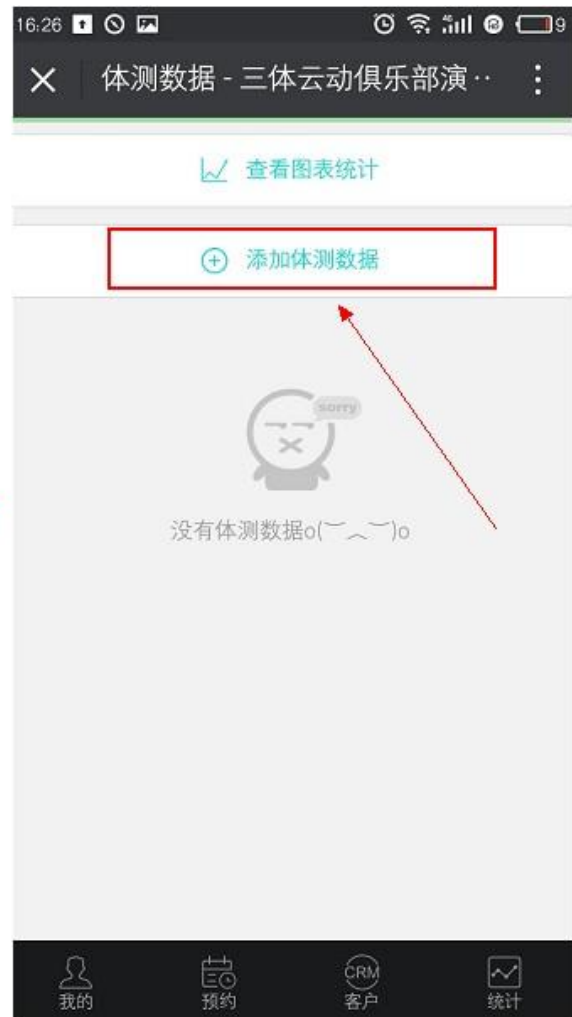 16:26 9
体测数据 - 三体云动俱乐部演··
查看图表统计
添加体测数据
sorry
没有体测数据o(︶︿︶)o
CRM
我的 预约 客户 统计